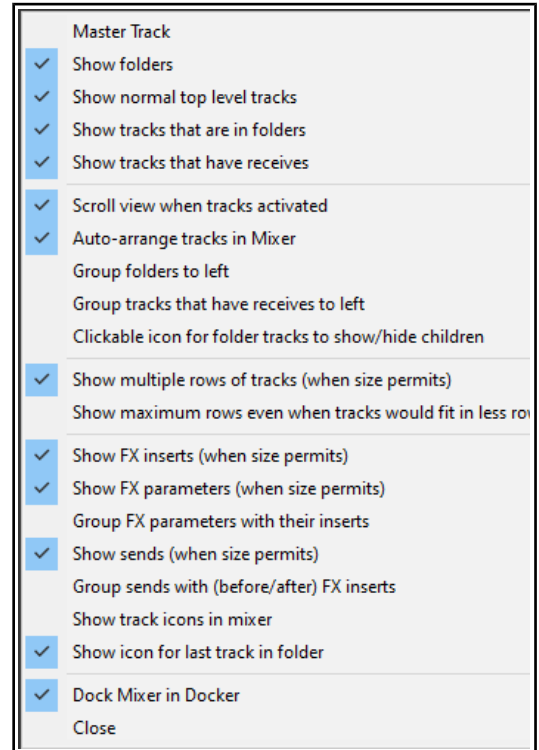 Master Track
Show folders
Show normal top level tracks
Show tracks that are in folders
Show tracks that have receives
Scroll view when tracks activated
Auto-arrange tracks in Mixer
Group folders to left
Group tracks that have receives to left
Clickable icon for folder tracks to show/hide children
Show multiple rows of tracks (when size permits)
Show maximum rows even when tracks would fit in less
Show FX inserts (when size permits)
Show FX parameters (when size permits)
Group FX parameters with their inserts
Show sends (when size permits)
Group sends with (before/after) FX inserts
Show track icons in mixer
Show icon for last track in folder
Dock Mixer in Docker
Close